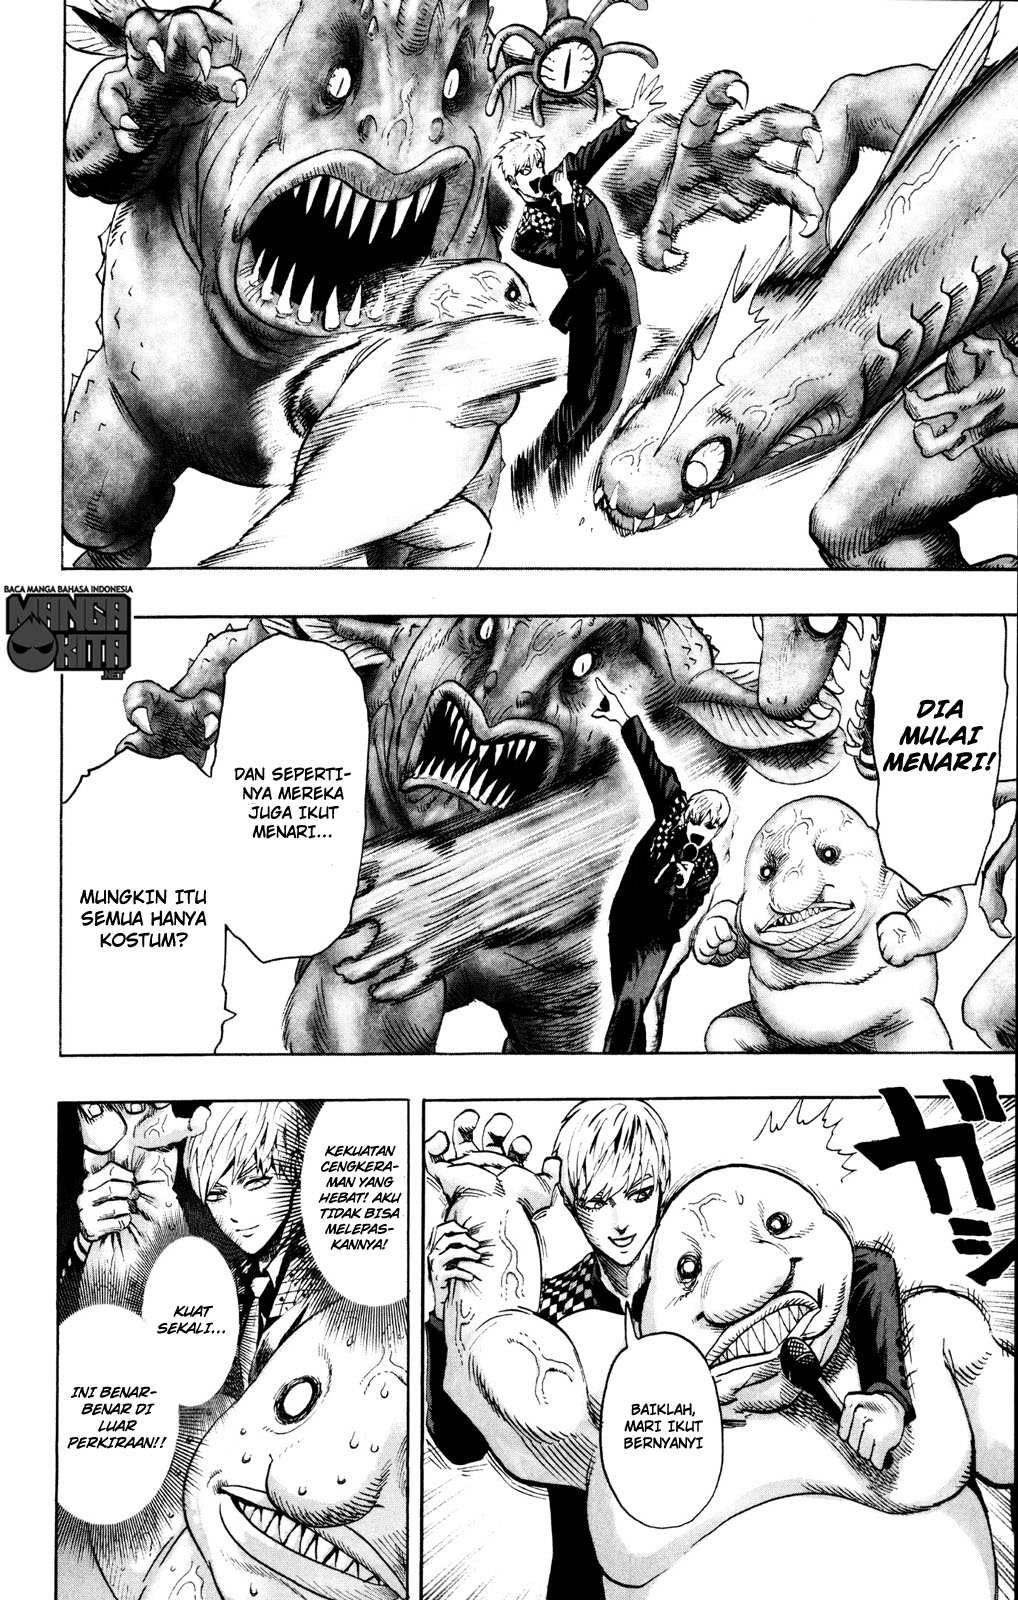 BACA MANGA BAHASA INDONESIA
MANGA
KITA
.NET
DIA
MULAI
MENARI!
DAN SEPERTI-
NYA MEREKA
JUGA IKUT
MENARI...
MUNGKIN ITU
SEMUA HANYA
KOSTUM?
ガッ
BAIKLAH,
MARI IKUT
BERNYANYI
KEKUATAN
CENGKERA-
MAN YANG
HEBAT! AKU
TIDAK BISA
MELEPAS-
KANNYA!
KUAT
SEKALI...
INI BENAR-
BENAR DI
LUAR
PERKIRAAN!!